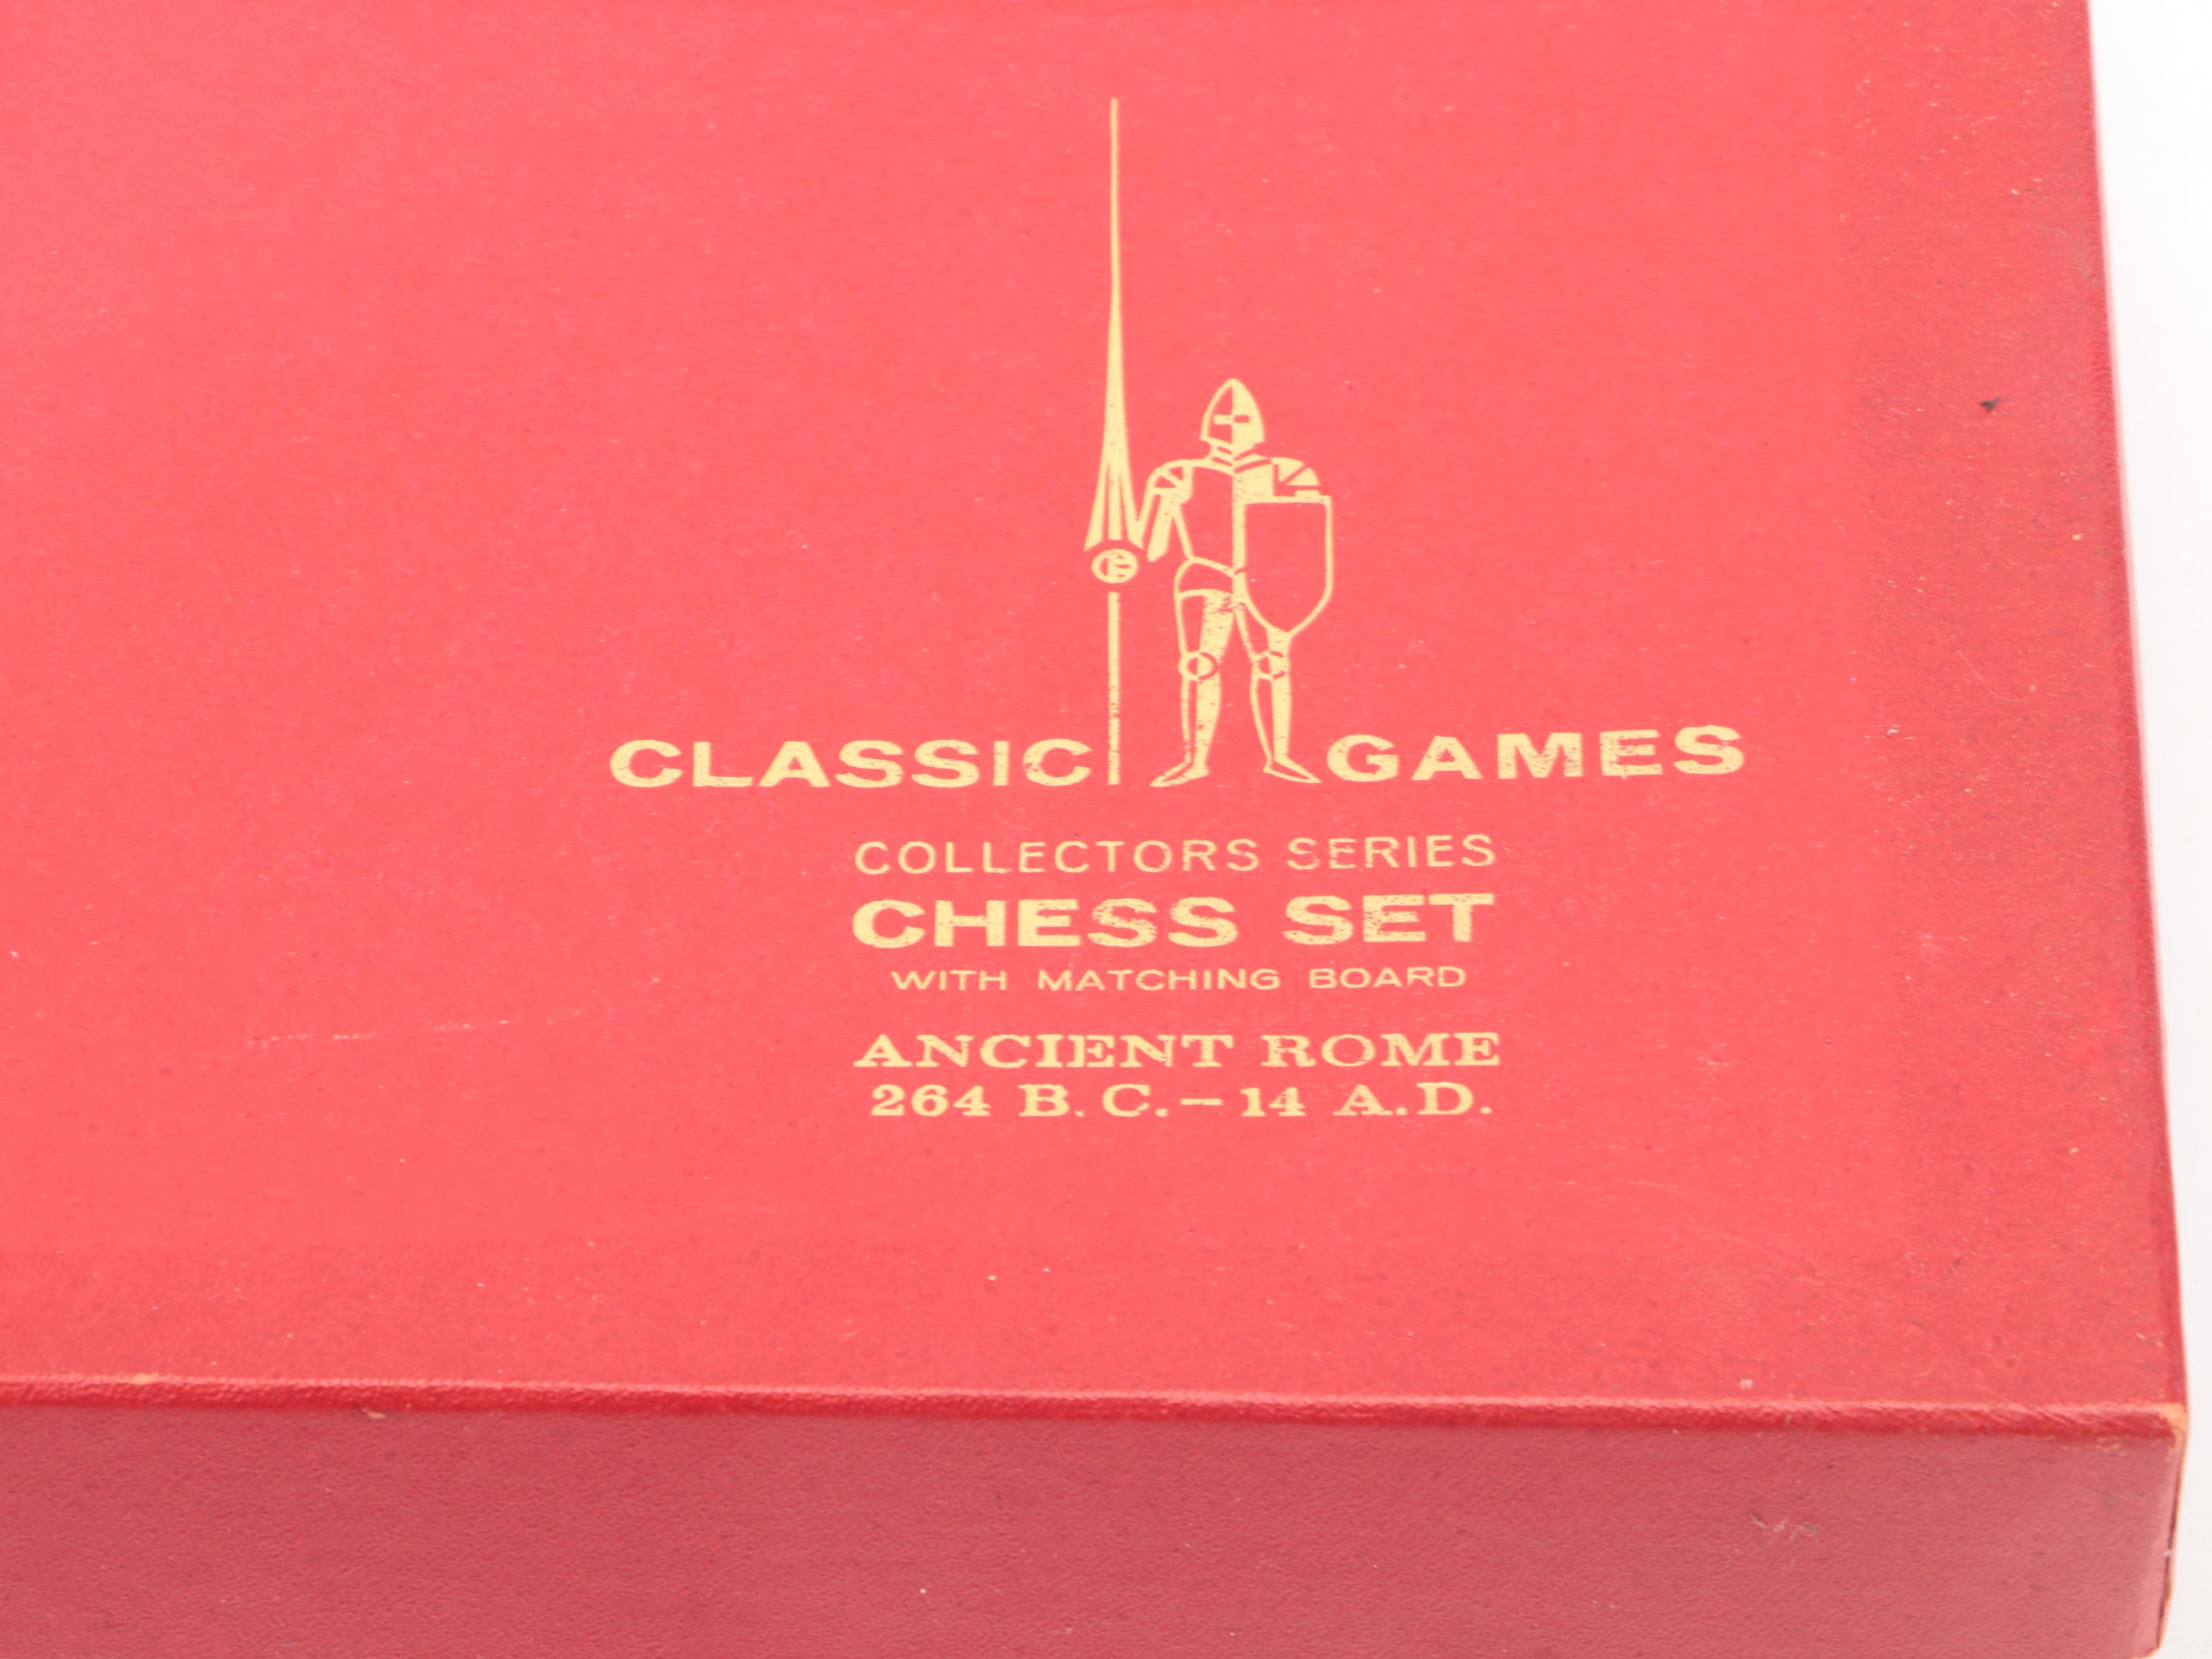 CLASSIC GAMES
COLLECTORS SERIES
CHESS SET
WITH MATCHING BOARD
ANCIENT ROME
264 B.C.–14 A.D.